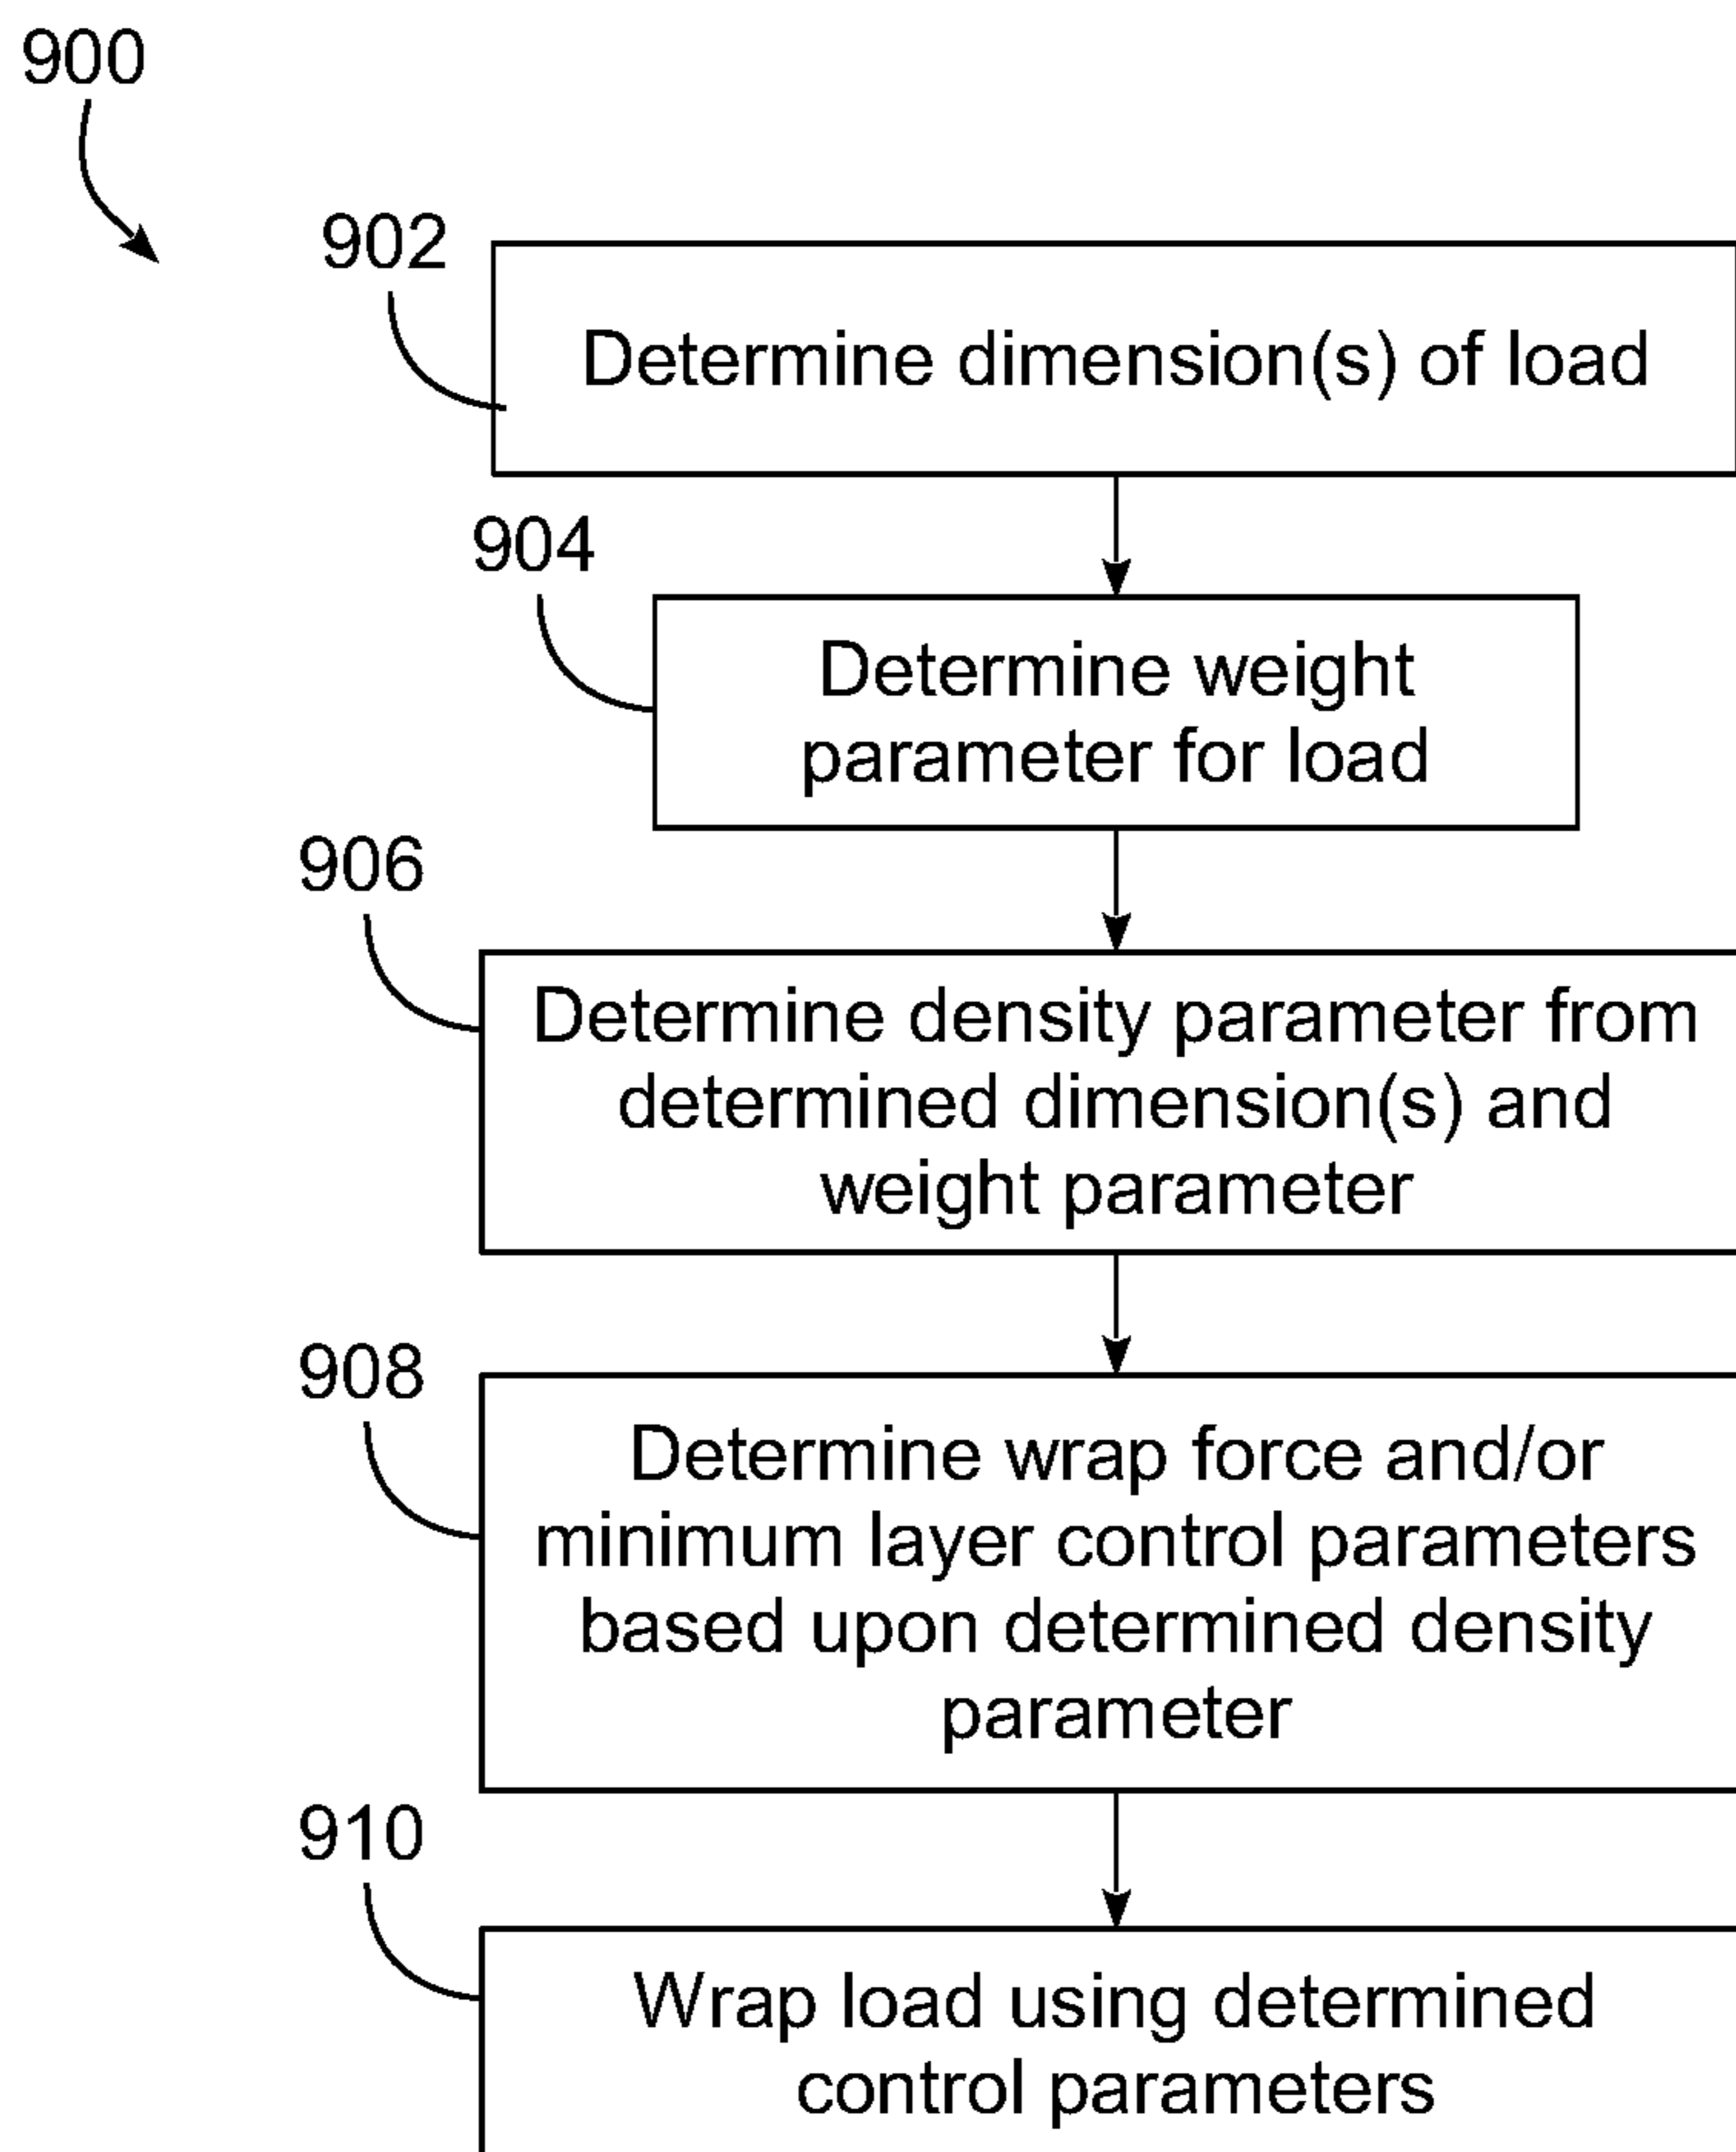 900
902
Determine dimension(s) of load
904
Determine weight
parameter for load
906
Determine density parameter from
determined dimension(s) and
weight parameter
908
Determine wrap force and/or
minimum layer control parameters
based upon determined density
parameter
910
Wrap load using determined
control parameters